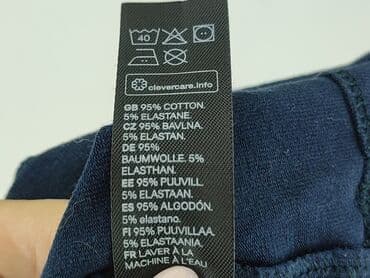 40
clevercare.info
GB 95% COTTON.
5% ELASTANE.
CZ 95% BAVLNA.
5% ELASTAN.
DE 95%
BAUMWOLLE. 5%
ELASTHAN.
EE 95% PUUVILL.
5% ELASTAAN.
ES 95% ALGODÓN.
5% elastano.
FI 95% PUUVILLAA.
5% ELASTAANIA.
FR LAVER À LA
MACHINE À L'EAU